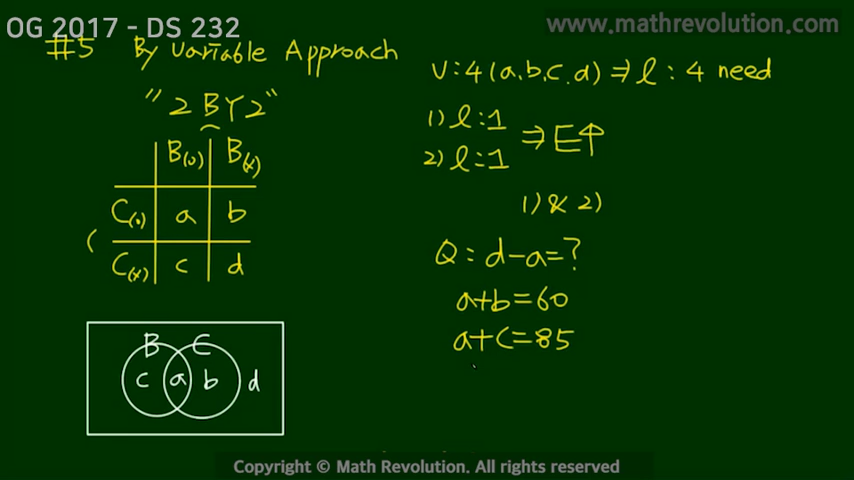 OG 2017 - DS 232
www.mathrevolution.com
#5 By Variable Approach
"2 BY 2"
B(o) B(x)
C(o) a b
C(x) c d
(
B C
c a b d
V:4(a,b,c,d) ⇒ l : 4 need
1) l:1
2) l:1
⇒ E↑
1) & 2)
Q: d-a=?
a+b=60
a+c=85
Copyright © Math Revolution. All rights reserved